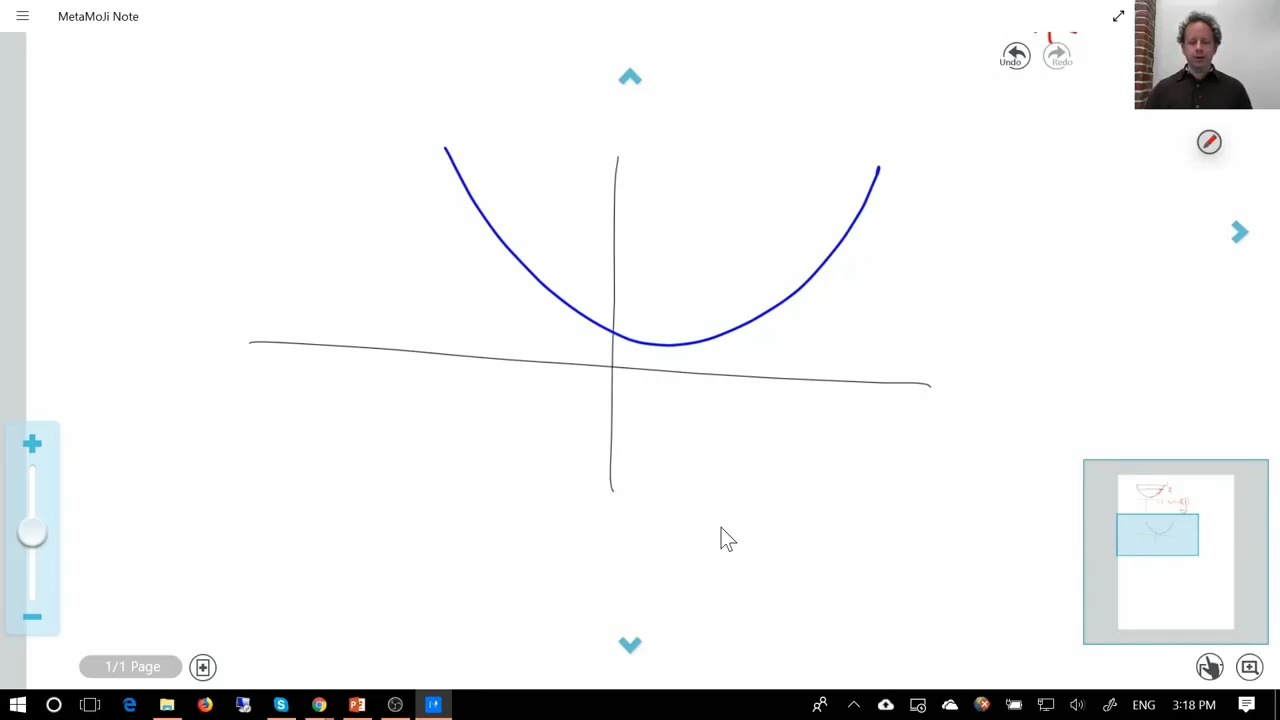 MetaMoJi Note
Undo
Redo
1/1 Page
ENG
3:18 PM